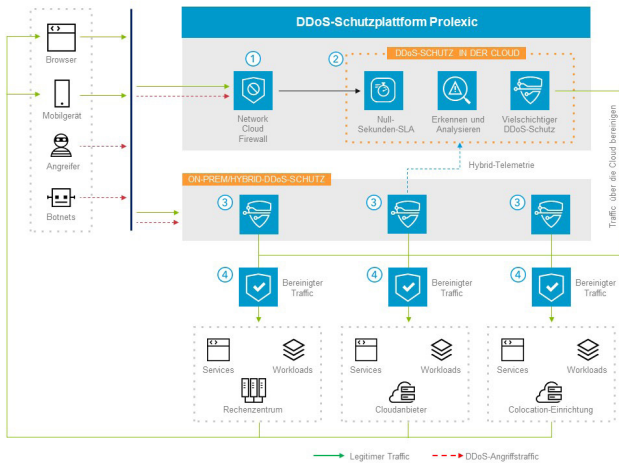 DDoS-Schutzplattform Prolexic
Browser
Mobilgerät
Angreifer
Botnets
1
Network
Cloud
Firewall
2
DDoS-SCHUTZ IN DER CLOUD
Null-
Sekunden-SLA
Erkennen und
Analysieren
Vielschichtiger
DDoS-Schutz
Hybrid-Telemetrie
Traffic über die Cloud bereinigen
ON-PREM/HYBRID-DDoS-SCHUTZ
3
3
3
4
Bereinigter
Traffic
4
Bereinigter
Traffic
4
Bereinigter
Traffic
Services
Workloads
Rechenzentrum
Services
Workloads
Cloudanbieter
Services
Workloads
Colocation-Einrichtung
Legitimer Traffic
DDoS-Angriffstraffic